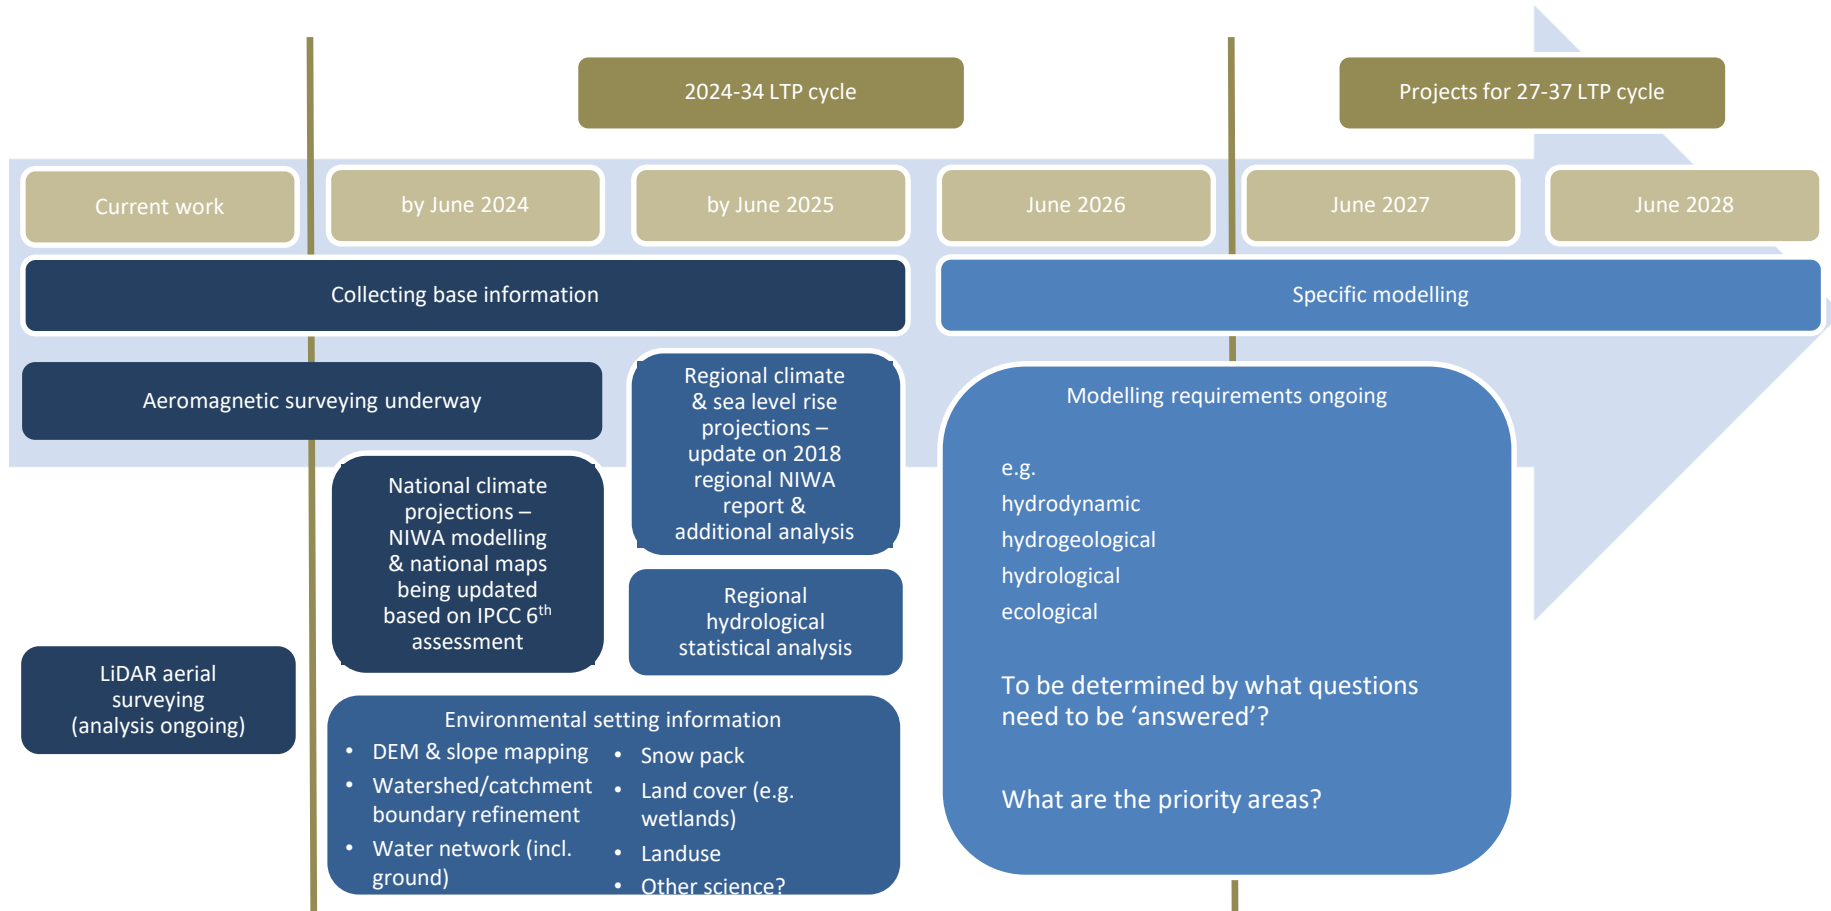 2024-34 LTP cycle
Projects for 27-37 LTP cycle
Current work
by June 2024
by June 2025
June 2026
June 2027
June 2028
Collecting base information
Specific modelling
Aeromagnetic surveying underway
National climate
projections –
NIWA modelling
& national maps
being updated
based on IPCC 6th
assessment
LiDAR aerial
surveying
(analysis ongoing)
Regional climate
& sea level rise
projections –
update on 2018
regional NIWA
report &
additional analysis
Regional
hydrological
statistical analysis
Environmental setting information
• DEM & slope mapping
• Watershed/catchment
boundary refinement
• Water network (incl.
ground)
• Snow pack
• Land cover (e.g.
wetlands)
• Landuse
• Other science?
Modelling requirements ongoing
e.g.
hydrodynamic
hydrogeological
hydrological
ecological
To be determined by what questions
need to be ‘answered’?
What are the priority areas?